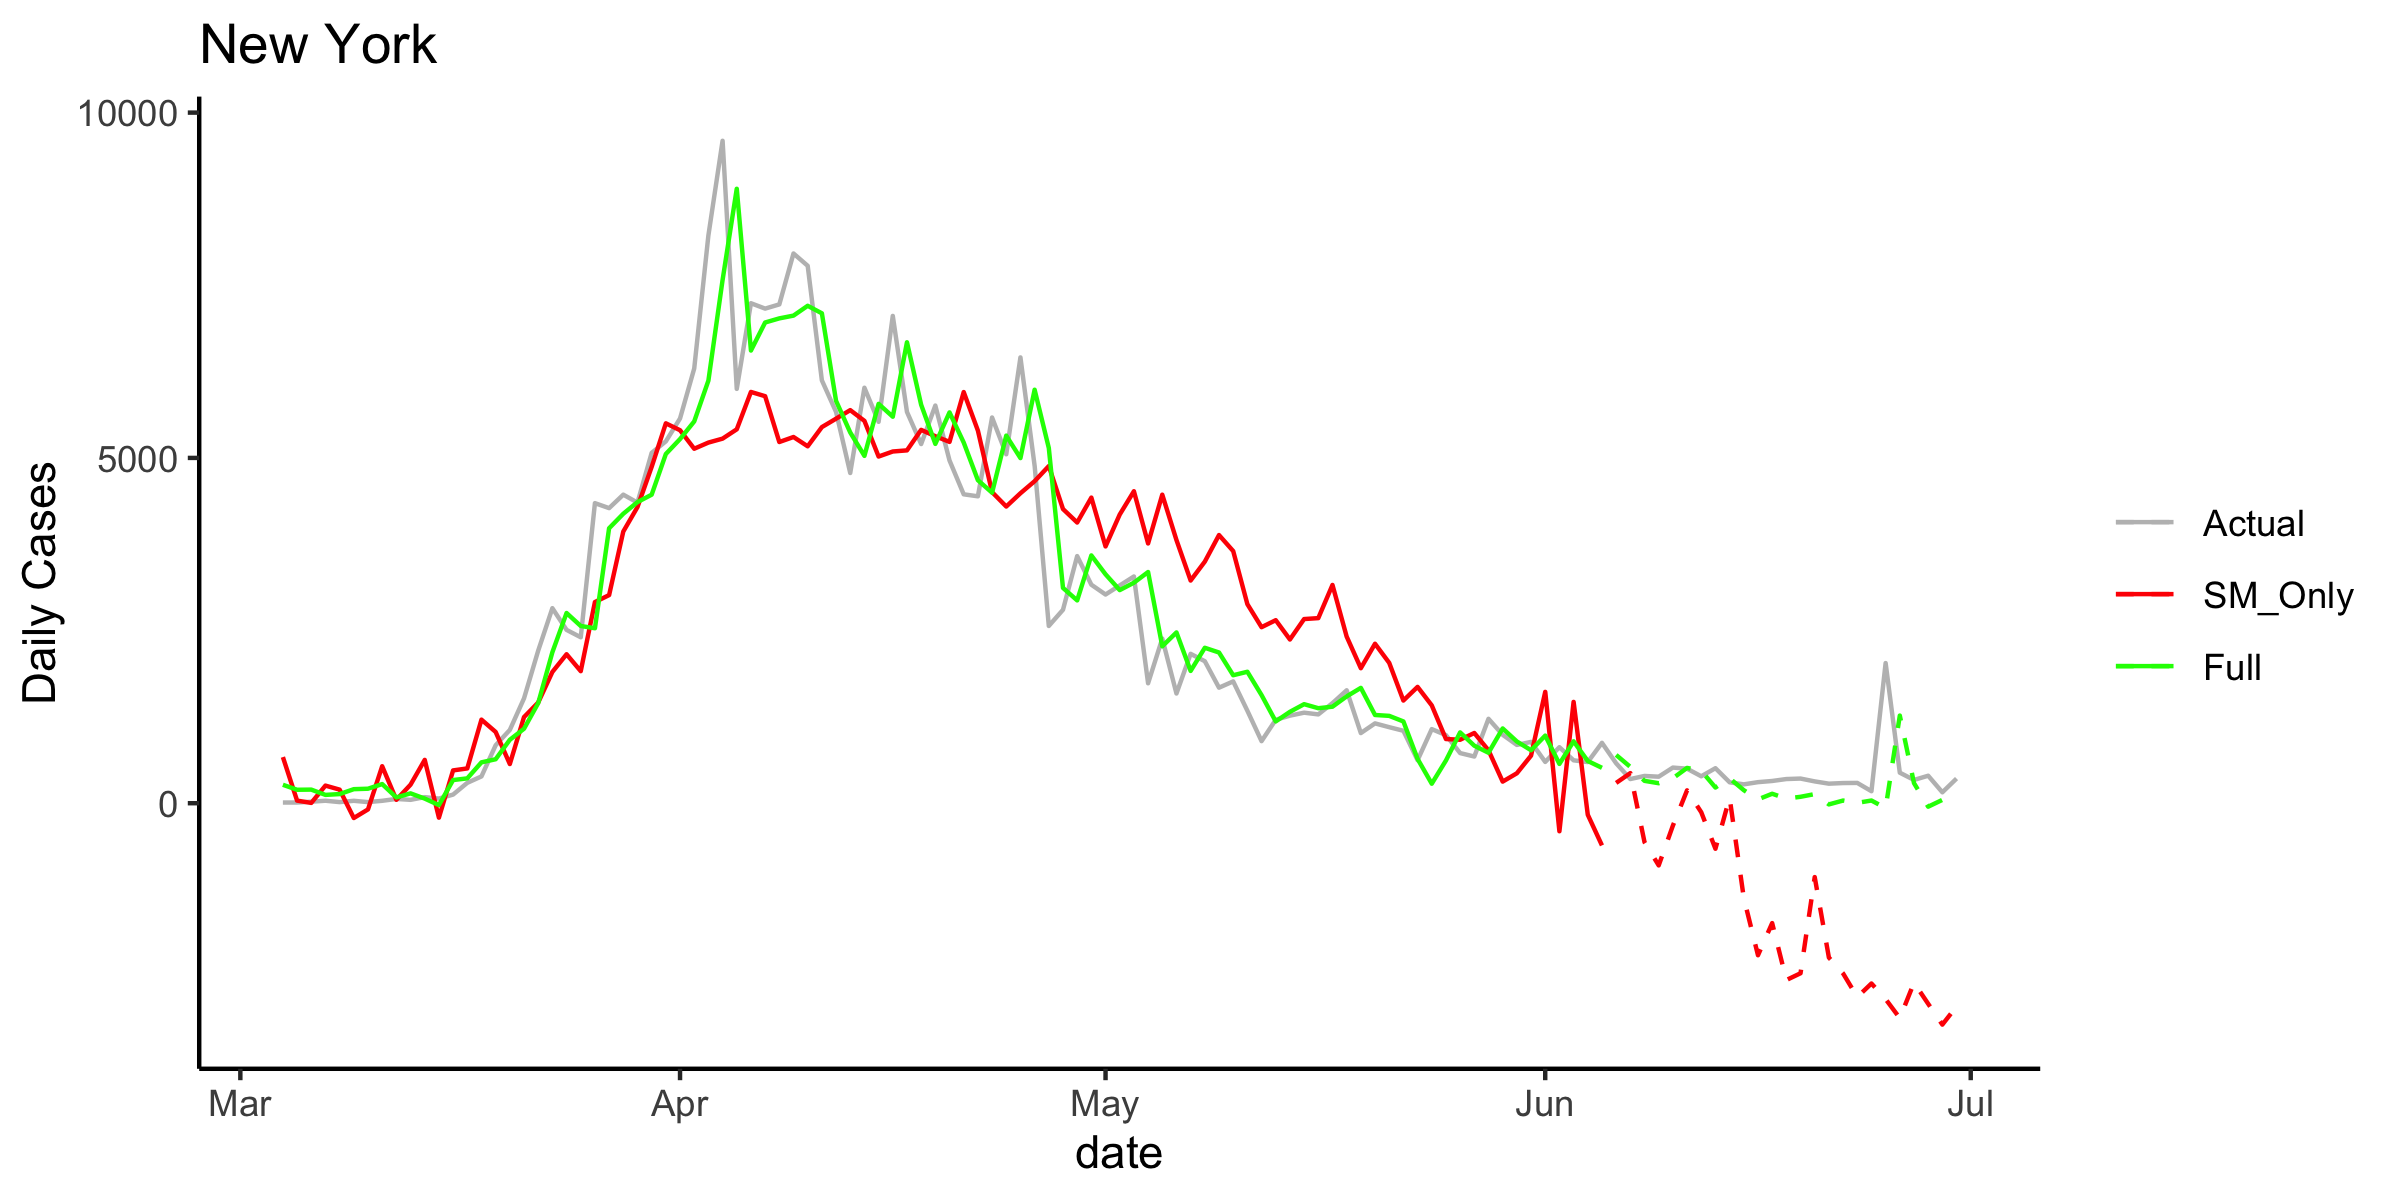 New York
10000
5000
0
Daily Cases
Mar
Apr
May
Jun
Jul
date
Actual
SM_Only
Full